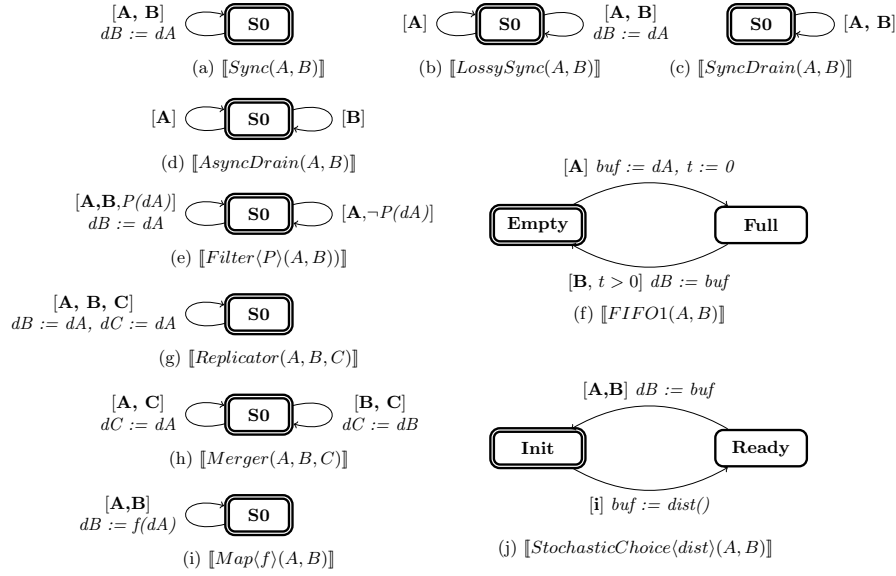 [A, B]
dB := dA
S0
(a) ⟦Sync(A, B)⟧
[A]
S0
[A, B]
dB := dA
(b) ⟦LossySync(A, B)⟧
S0
[A, B]
(c) ⟦SyncDrain(A, B)⟧
[A]
S0
[B]
(d) ⟦AsyncDrain(A, B)⟧
[A,B,P(dA)]
dB := dA
S0
[A,¬P(dA)]
(e) ⟦Filter⟨P⟩(A, B))⟧
[A] buf := dA, t := 0
Empty
Full
[B, t > 0] dB := buf
(f) ⟦FIFO1(A, B)⟧
[A, B, C]
dB := dA, dC := dA
S0
(g) ⟦Replicator(A, B, C)⟧
[A, C]
dC := dA
S0
[B, C]
dC := dB
(h) ⟦Merger(A, B, C)⟧
[A,B]
dB := f(dA)
S0
(i) ⟦Map⟨f⟩(A, B)⟧
[A,B] dB := buf
Init
Ready
[i] buf := dist()
(j) ⟦StochasticChoice⟨dist⟩(A, B)⟧